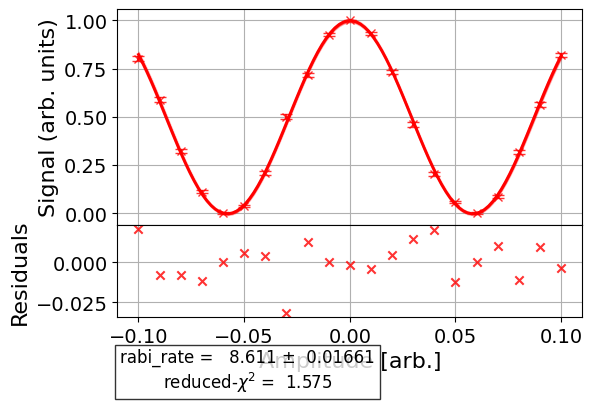 Signal (arb. units)
1.00
0.75
0.50
0.25
0.00
Residuals
0.000
−0.025
−0.10
−0.05
0.00
0.05
0.10
Amplitude [arb.]
rabi_rate = 8.611 ± 0.01661
reduced-χ² = 1.575